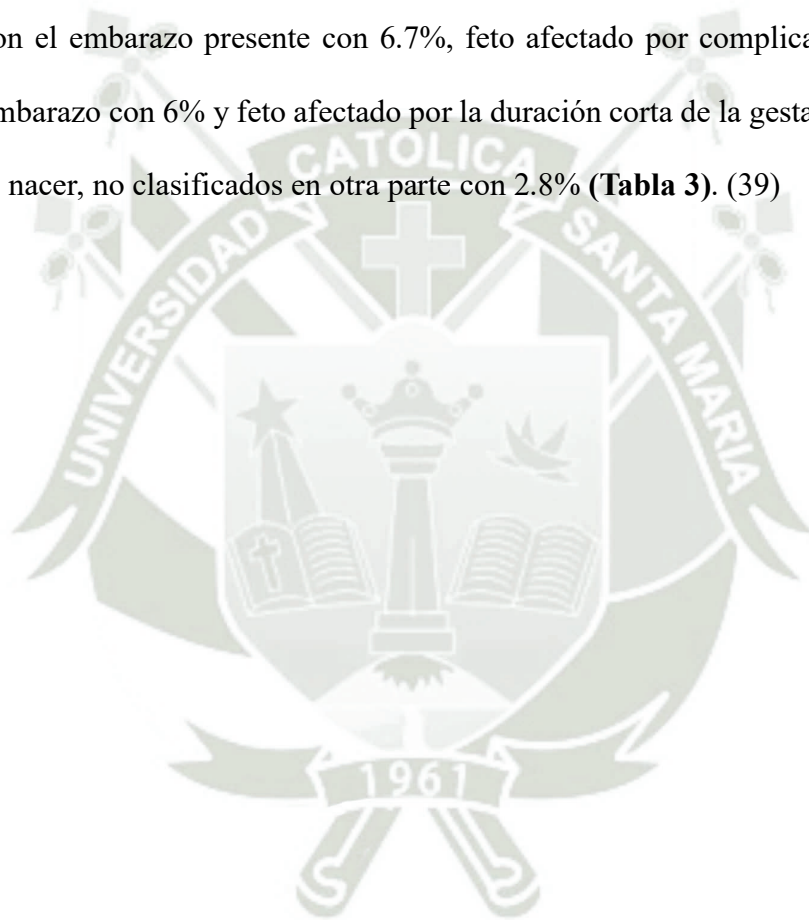 on el embarazo presente con 6.7%, feto afectado por complica
mbarazo con 6% y feto afectado por la duración corta de la gesta
nacer, no clasificados en otra parte con 2.8% (Tabla 3). (39)
UNIVERSIDAD CATÓLICA SANTA MARIA
1961